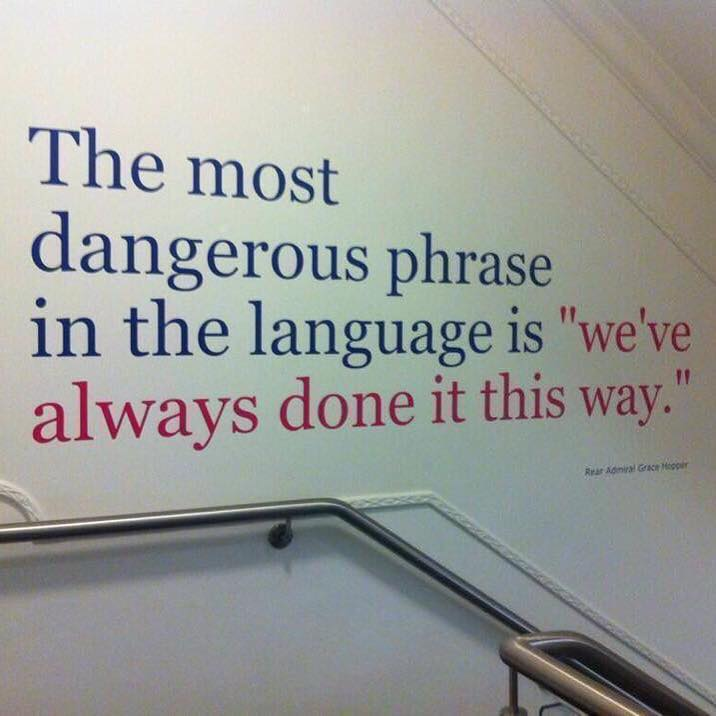 The most
dangerous phrase
in the language is "we've
always done it this way."
Rear Admiral Grace Hopper